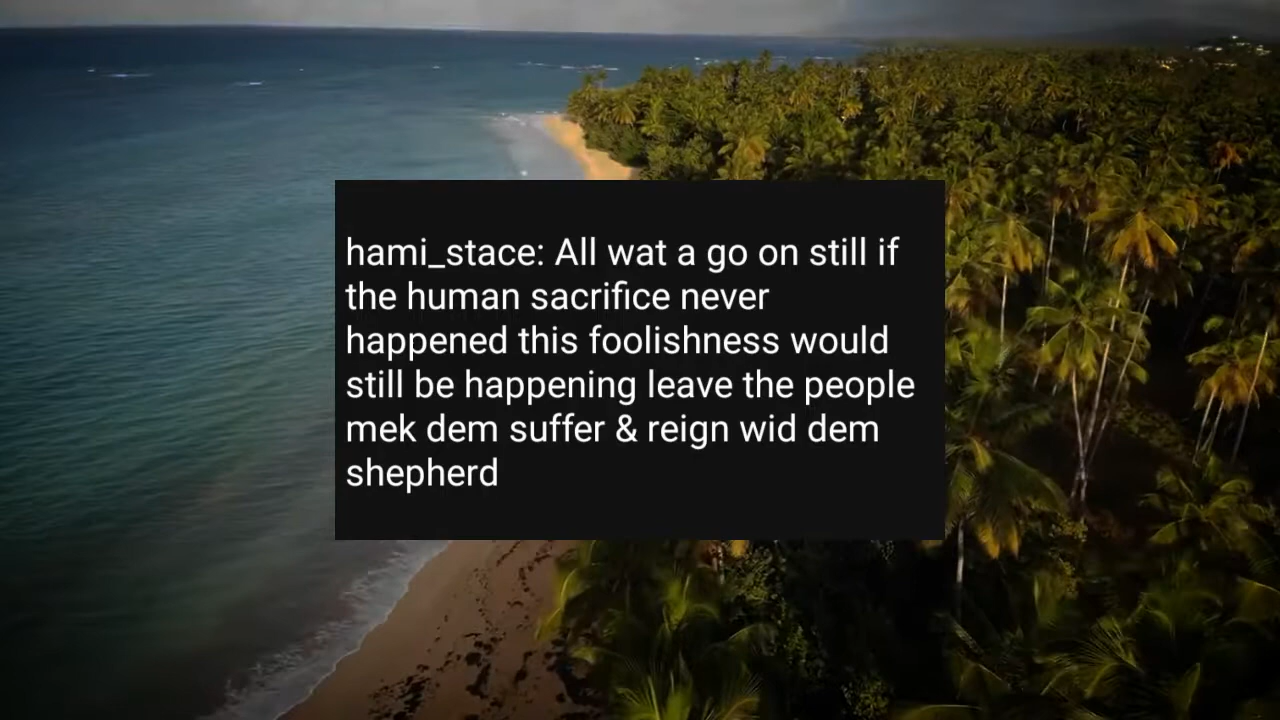 hami_stace: All wat a go on still if
the human sacrifice never
happened this foolishness would
still be happening leave the people
mek dem suffer & reign wid dem
shepherd